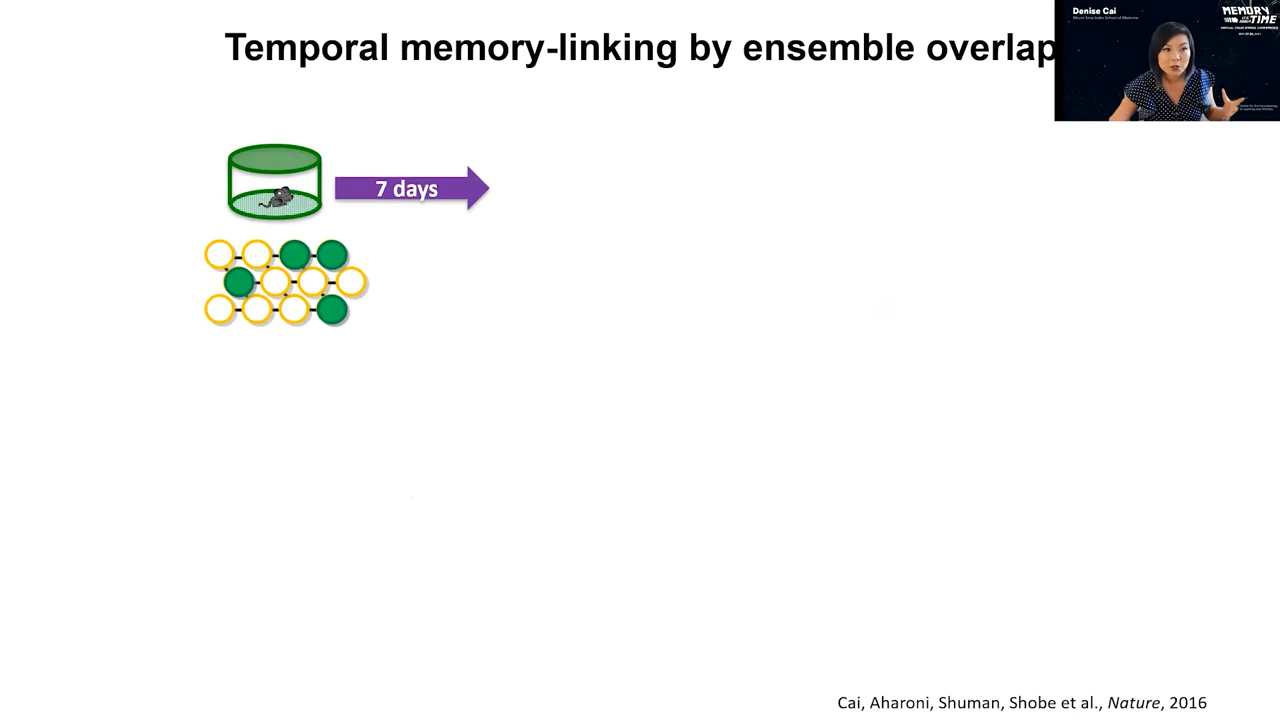 Temporal memory-linking by ensemble overlap
Denise Cai
Mount Sinai Icahn School of Medicine
MEMORY
TIME
7 days
Cai, Aharoni, Shuman, Shobe et al., Nature, 2016